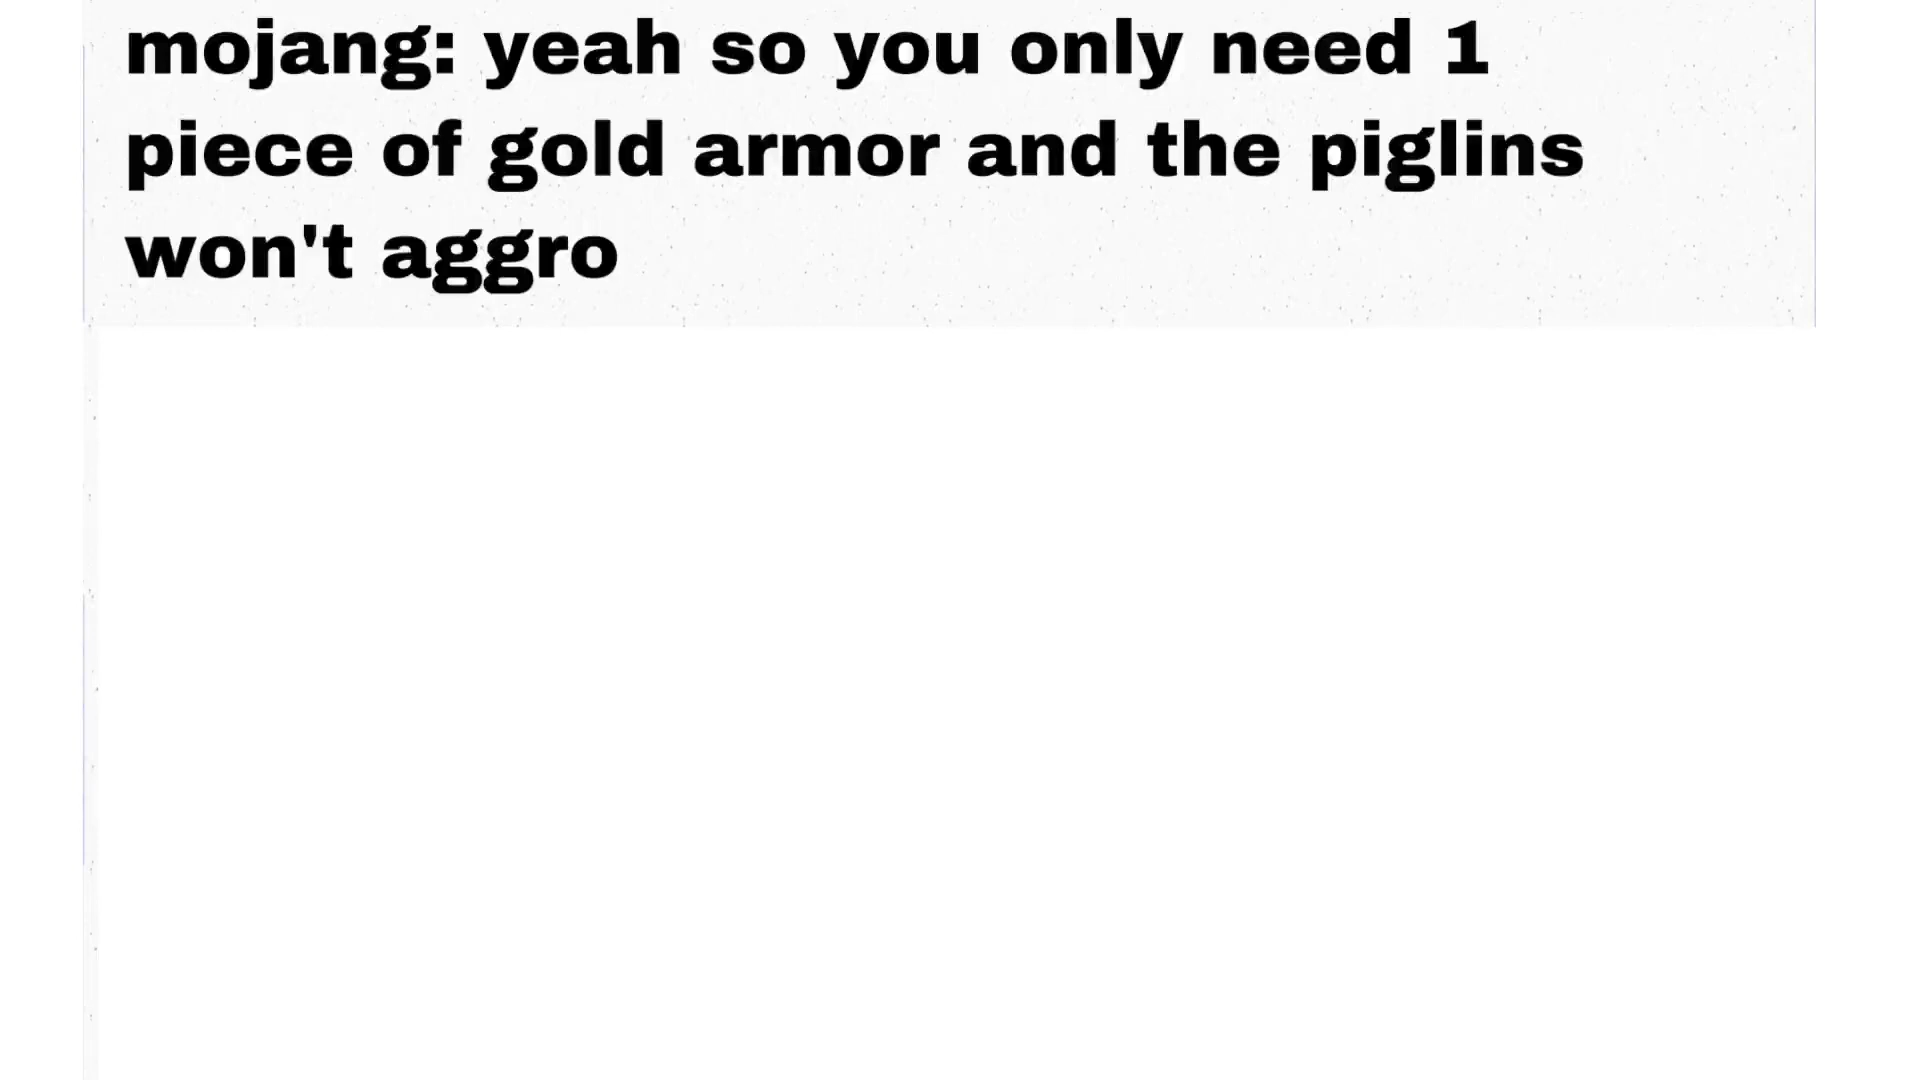 mojang: yeah so you only need 1
piece of gold armor and the piglins
won't aggro